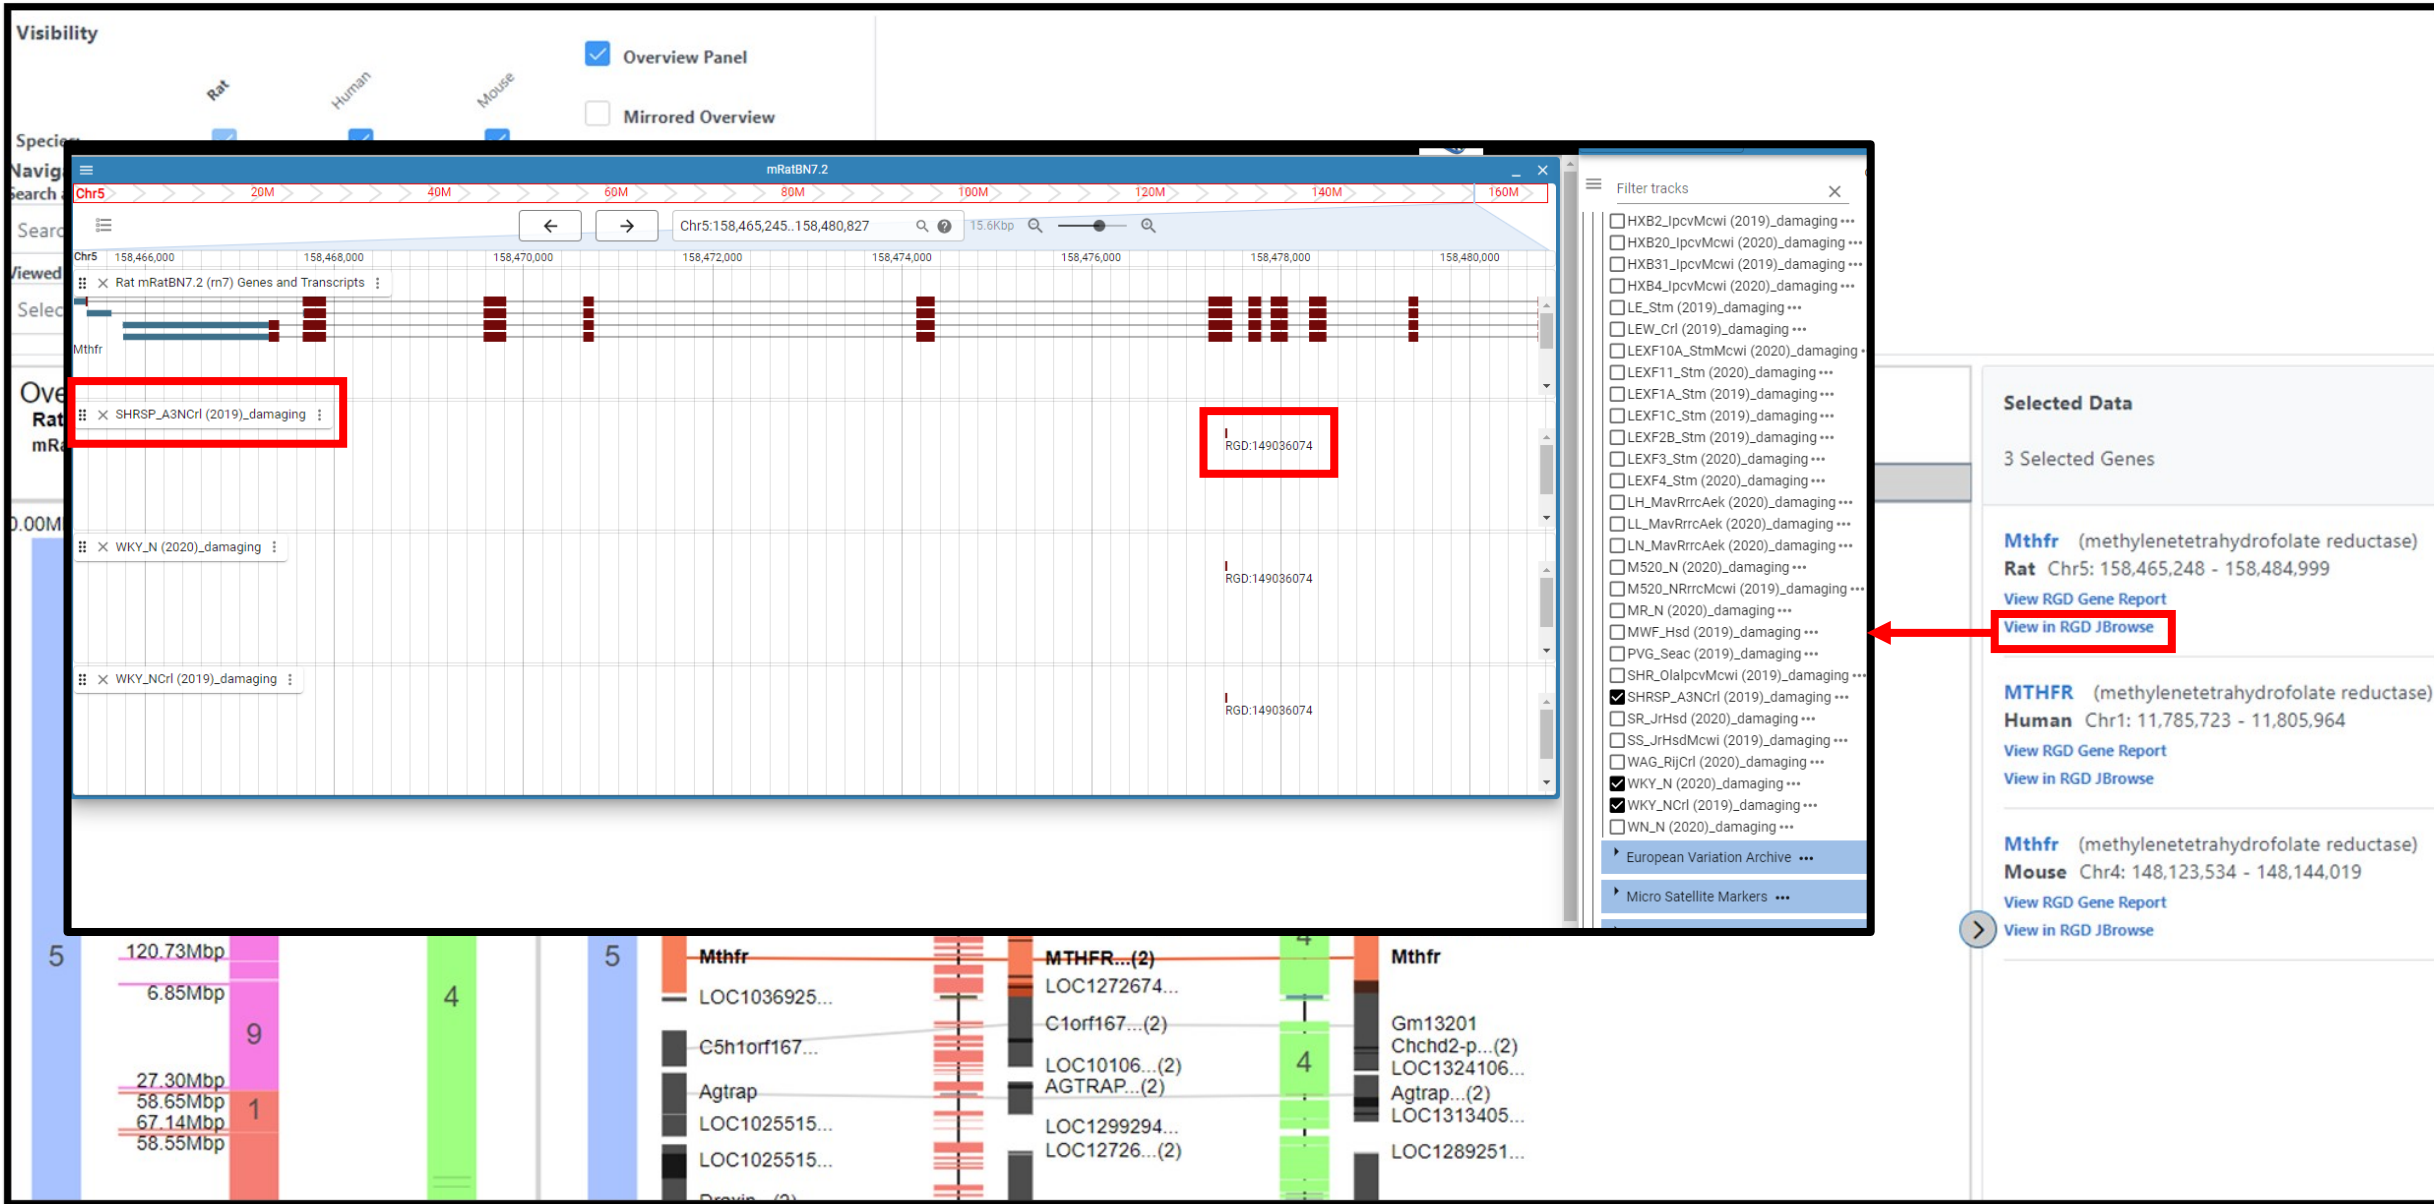 Visibility
Rat
Human
Mouse
Overview Panel
Mirrored Overview
mRatBN7.2
Chr5 20M 40M 60M 80M 100M 120M 140M 160M
Chr5:158,465,245..158,480,827
15.6Kbp
Chr5 158,466,000 158,468,000 158,470,000 158,472,000 158,474,000 158,476,000 158,478,000 158,480,000
Rat mRatBN7.2 (rn7) Genes and Transcripts
Mthfr
SHRSP_A3NCrl (2019)_damaging
RGD:149036074
WKY_N (2020)_damaging
RGD:149036074
WKY_NCrl (2019)_damaging
RGD:149036074
Filter tracks
HXB2_IpcvMcwi (2019)_damaging
HXB20_IpcvMcwi (2020)_damaging
HXB31_IpcvMcwi (2019)_damaging
HXB4_IpcvMcwi (2020)_damaging
LE_Stm (2019)_damaging
LEW_Crl (2019)_damaging
LEXF10A_StmMcwi (2020)_damaging
LEXF11_Stm (2020)_damaging
LEXF1A_Stm (2019)_damaging
LEXF1C_Stm (2019)_damaging
LEXF2B_Stm (2019)_damaging
LEXF3_Stm (2020)_damaging
LEXF4_Stm (2020)_damaging
LH_MavRrrcAek (2020)_damaging
LL_MavRrrcAek (2020)_damaging
LN_MavRrrcAek (2020)_damaging
M520_N (2020)_damaging
M520_NRrrcMcwi (2019)_damaging
MR_N (2020)_damaging
MWF_Hsd (2019)_damaging
PVG_Seac (2019)_damaging
SHR_OlaIpcvMcwi (2019)_damaging
SHRSP_A3NCrl (2019)_damaging
SR_JrHsd (2020)_damaging
SS_JrHsdMcwi (2019)_damaging
WAG_RijCrl (2020)_damaging
WKY_N (2020)_damaging
WKY_NCrl (2019)_damaging
WN_N (2020)_damaging
European Variation Archive
Micro Satellite Markers
Selected Data
3 Selected Genes
Mthfr (methylenetetrahydrofolate reductase)
Rat Chr5: 158,465,248 - 158,484,999
View RGD Gene Report
View in RGD JBrowse
MTHFR (methylenetetrahydrofolate reductase)
Human Chr1: 11,785,723 - 11,805,964
View RGD Gene Report
View in RGD JBrowse
Mthfr (methylenetetrahydrofolate reductase)
Mouse Chr4: 148,123,534 - 148,144,019
View RGD Gene Report
View in RGD JBrowse
Rat
5
120.73Mbp
6.85Mbp
9
27.30Mbp
58.65Mbp
67.14Mbp
58.55Mbp
1
4
5
Mthfr
LOC1036925...
C5h1orf167...
Agtrap
LOC1025515...
LOC1025515...
MTHFR...(2)
LOC1272674...
C1orf167...(2)
LOC10106...(2)
AGTRAP...(2)
LOC1299294...
LOC12726...(2)
4
4
Mthfr
Gm13201
Chchd2-p...(2)
LOC1324106...
Agtrap...(2)
LOC1313405...
LOC1289251...